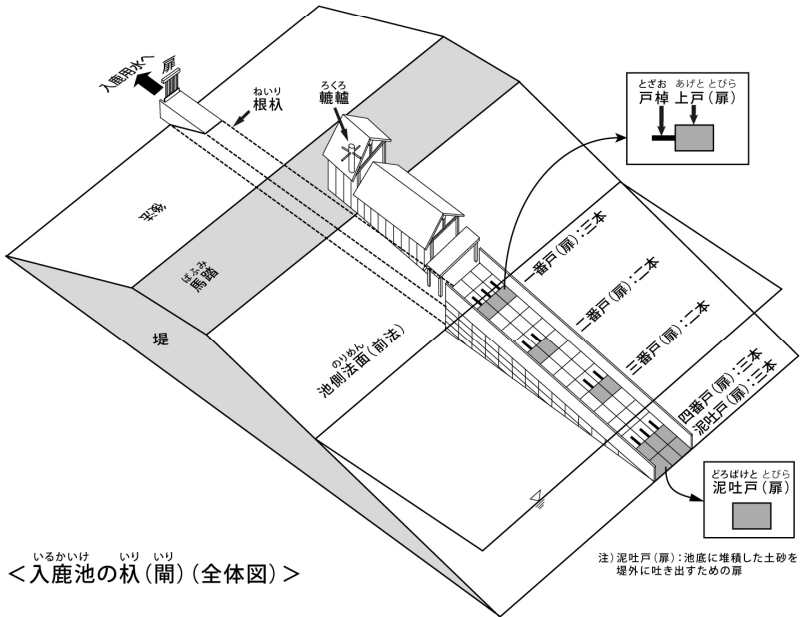 入鹿用水へ
扉
ねいり
根杁
ろくろ
轆轤
とざお あげと とびら
戸棹 上戸(扉)
後法
ばふみ
馬踏
堤
のりめん
池側法面(前法)
一番戸(扉):三本
二番戸(扉):二本
三番戸(扉):二本
四番戸(扉):三本
泥吐戸(扉):三本
どろばけと とびら
泥吐戸(扉)
注)泥吐戸(扉):池底に堆積した土砂を
堤外に吐き出すための扉
いるかいけ いり いり
<入鹿池の杁(閘)(全体図)>